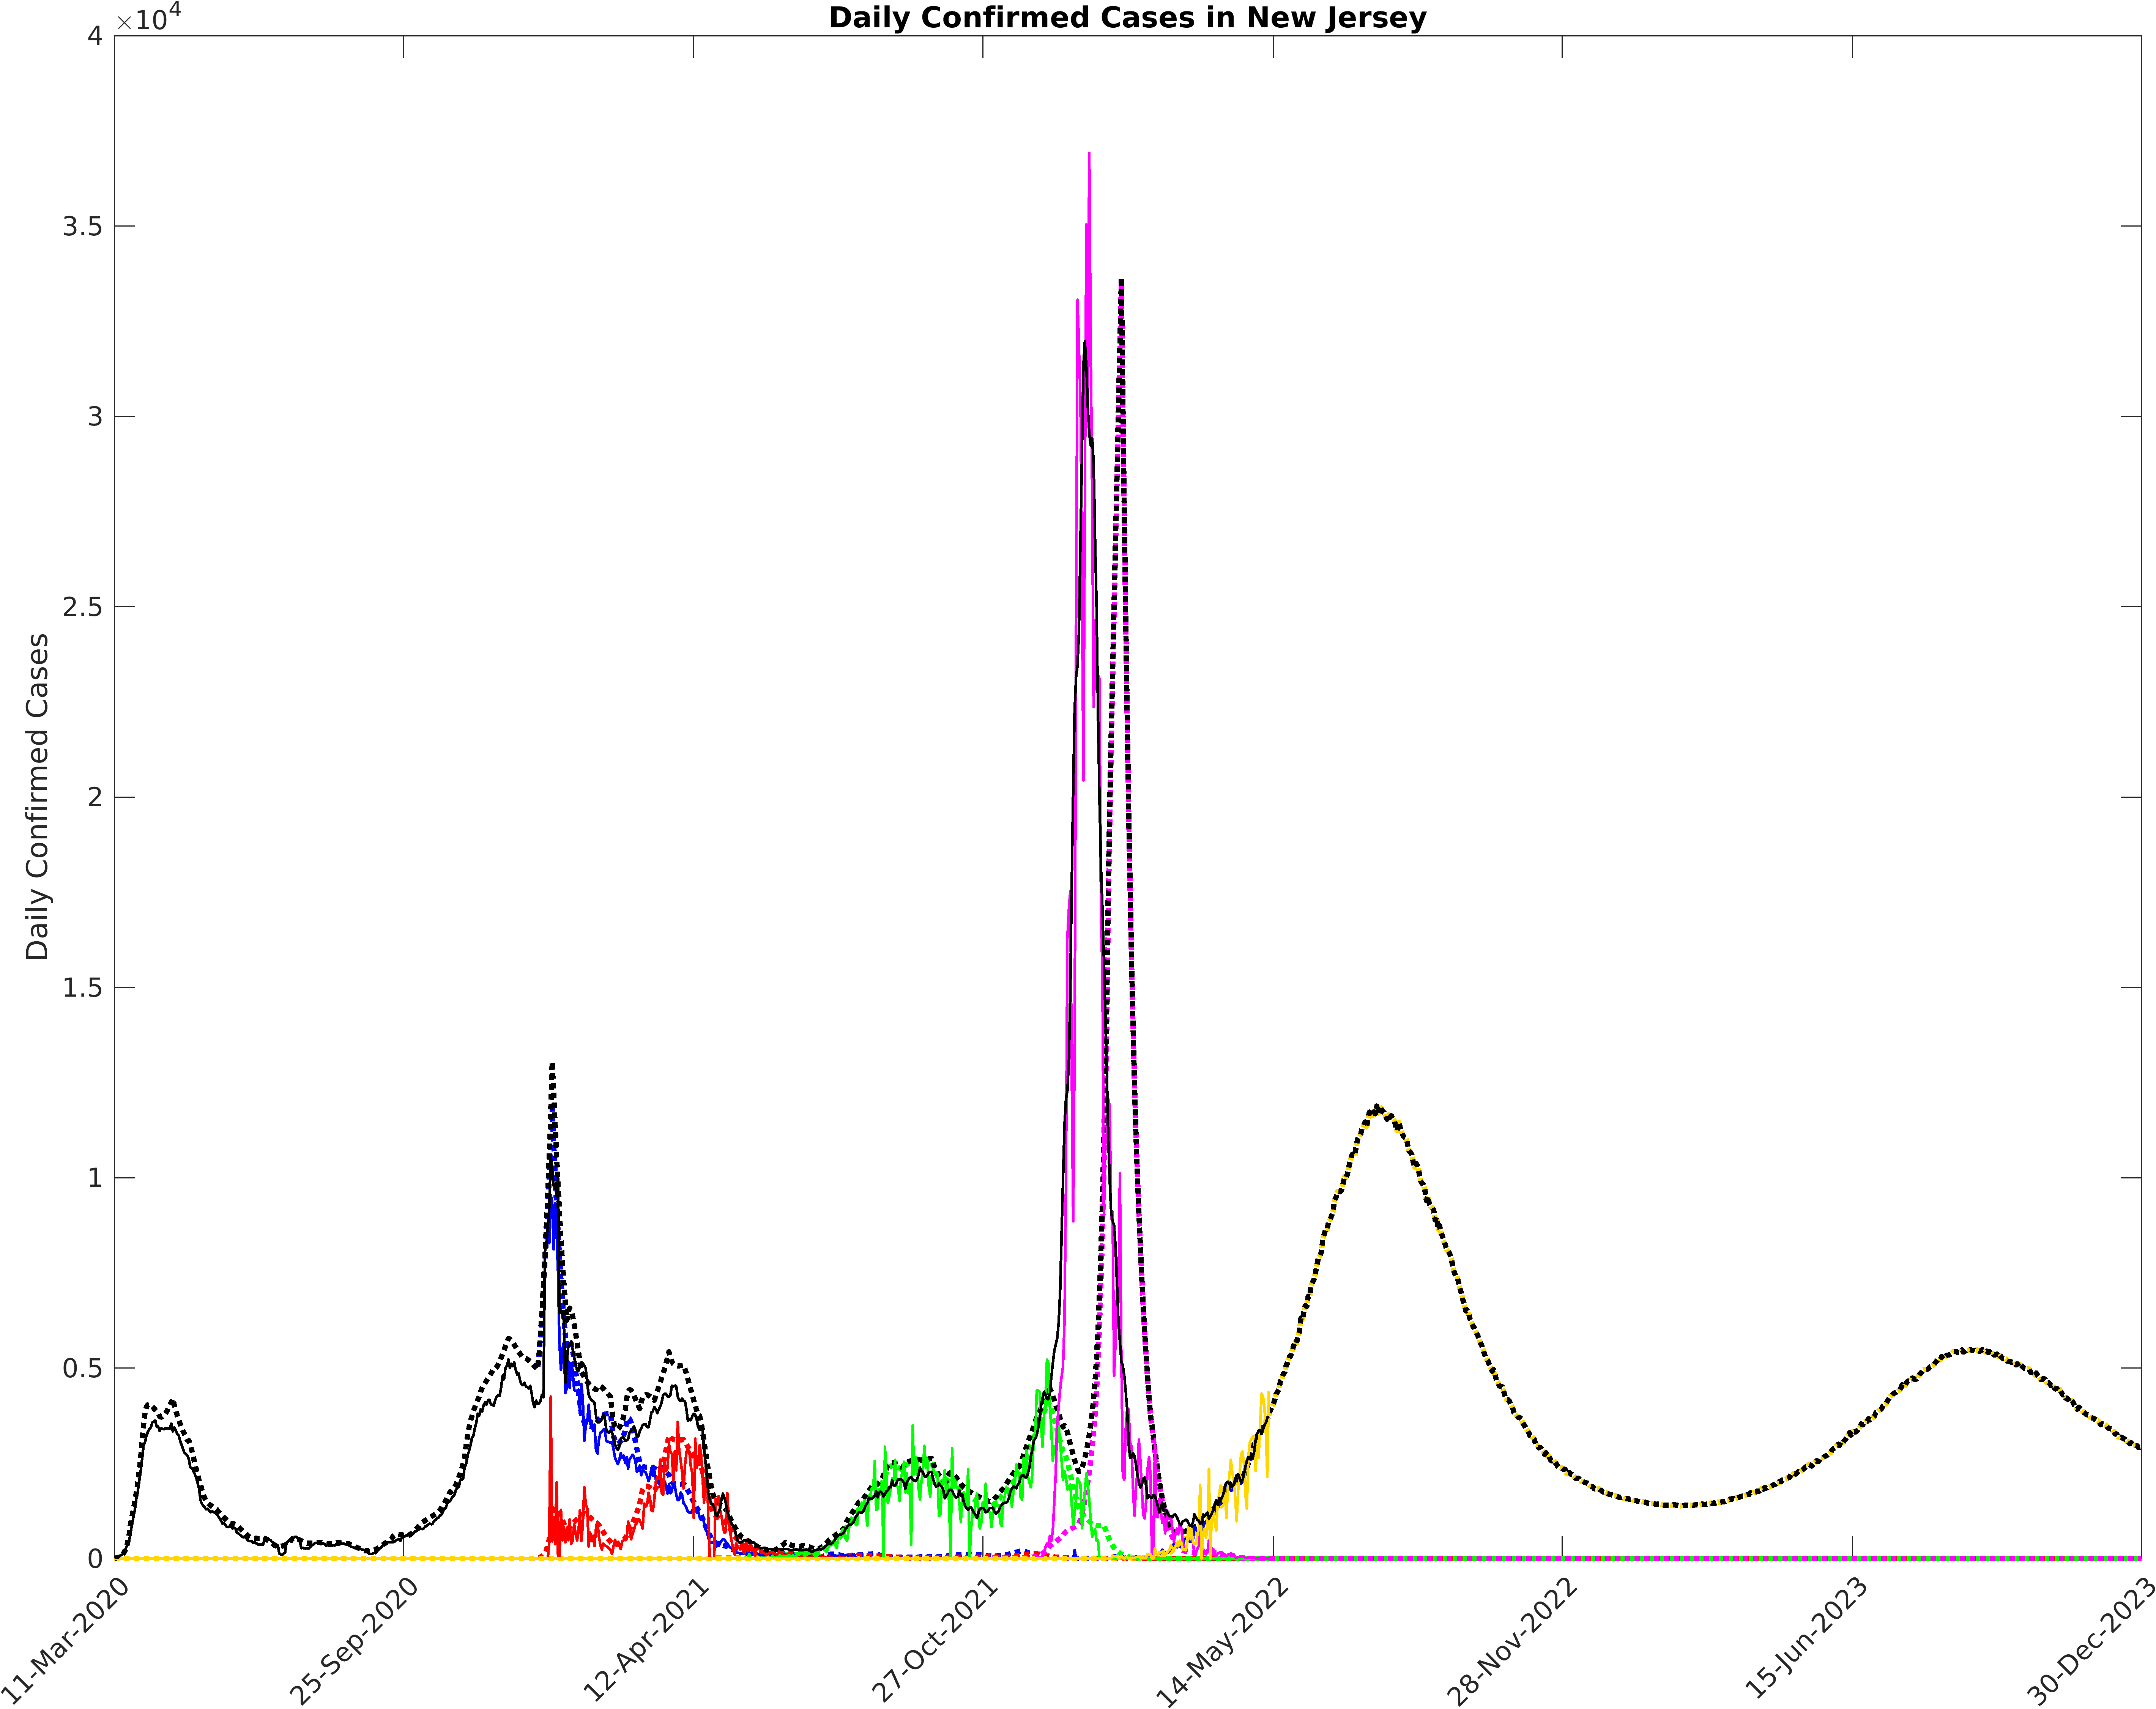 Daily Confirmed Cases in New Jersey
×10⁴
4
3.5
3
2.5
2
1.5
1
0.5
0
Daily Confirmed Cases
11-Mar-2020
25-Sep-2020
12-Apr-2021
27-Oct-2021
14-May-2022
28-Nov-2022
15-Jun-2023
30-Dec-2023